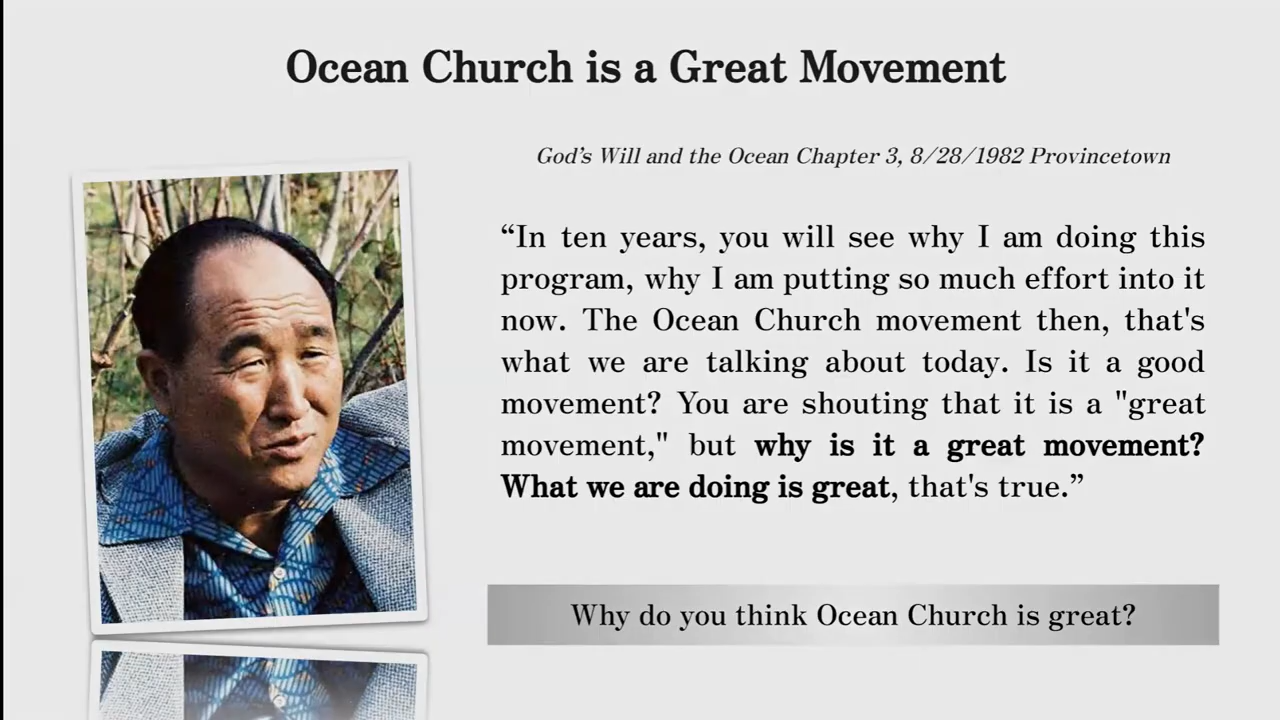 Ocean Church is a Great Movement
God’s Will and the Ocean Chapter 3, 8/28/1982 Provincetown
“In ten years, you will see why I am doing this
program, why I am putting so much effort into it
now. The Ocean Church movement then, that's
what we are talking about today. Is it a good
movement? You are shouting that it is a "great
movement," but why is it a great movement?
What we are doing is great, that's true.”
Why do you think Ocean Church is great?